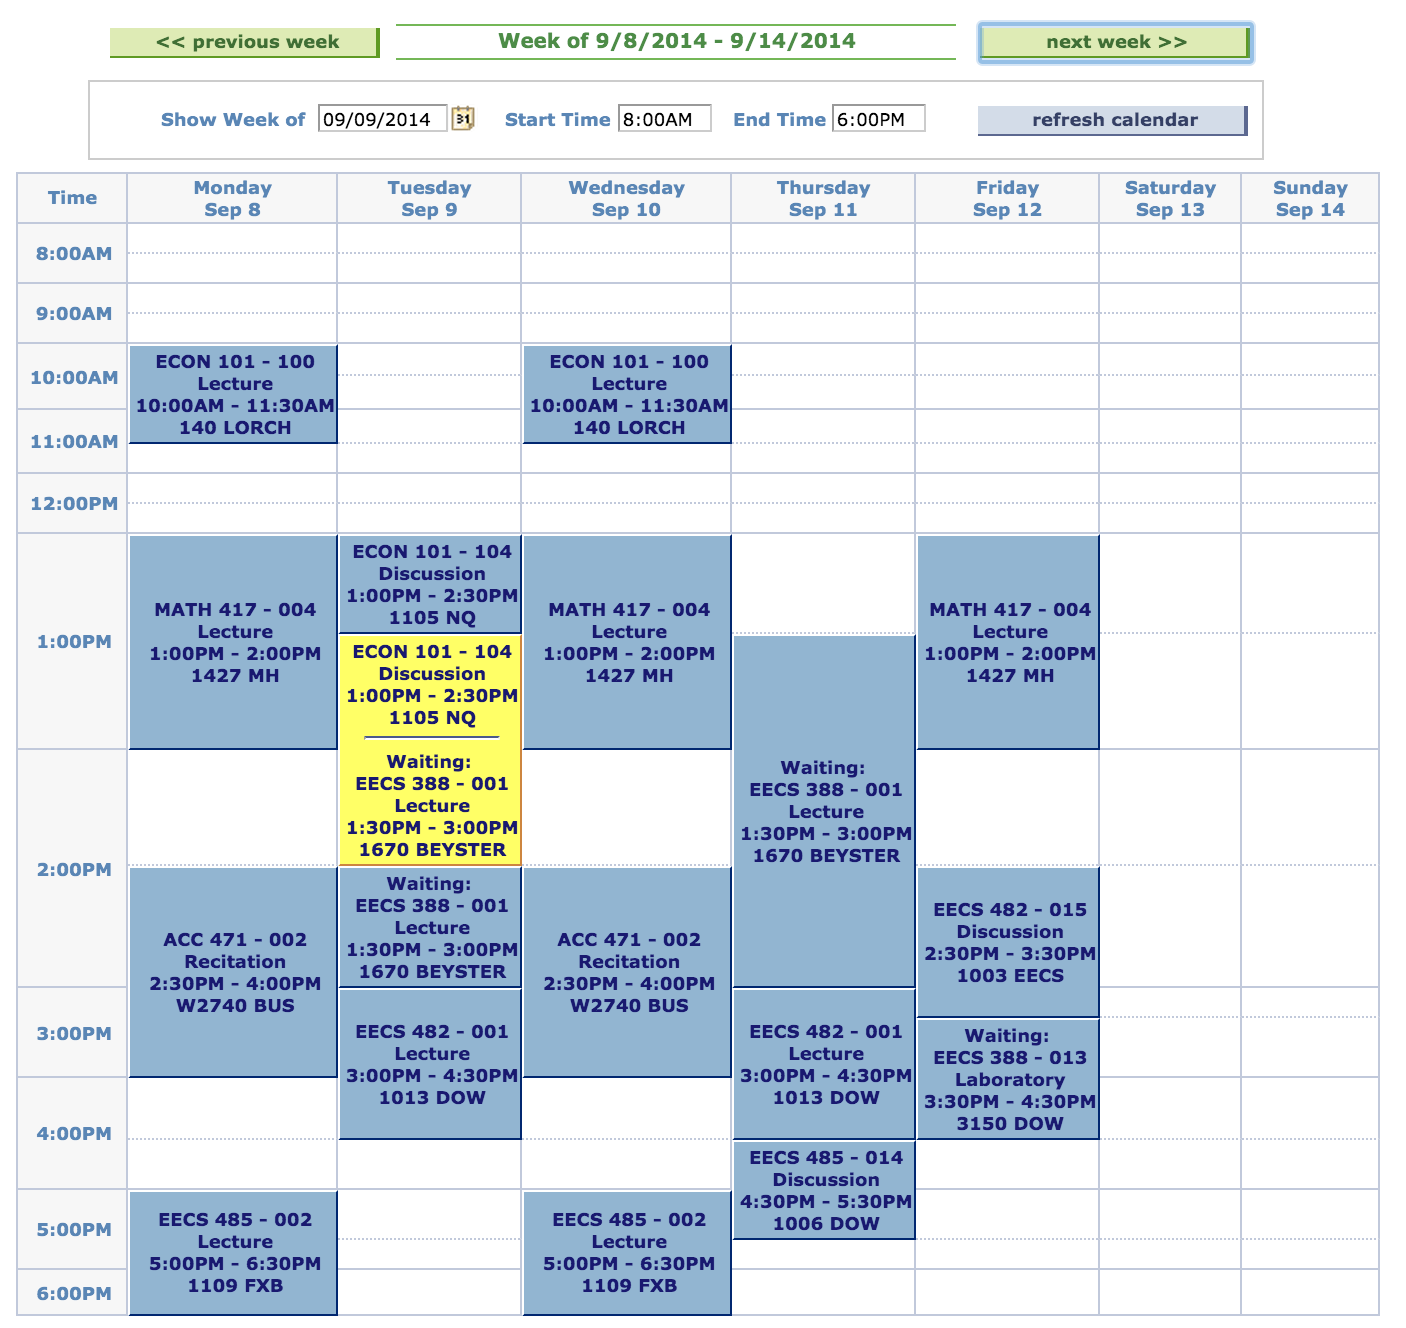 << previous week
Week of 9/8/2014 - 9/14/2014
next week >>
Show Week of
09/09/2014
31
Start Time
8:00AM
End Time
6:00PM
refresh calendar
Time
Monday
Sep 8
Tuesday
Sep 9
Wednesday
Sep 10
Thursday
Sep 11
Friday
Sep 12
Saturday
Sep 13
Sunday
Sep 14
8:00AM
9:00AM
10:00AM
ECON 101 - 100
Lecture
10:00AM - 11:30AM
140 LORCH
ECON 101 - 100
Lecture
10:00AM - 11:30AM
140 LORCH
11:00AM
12:00PM
1:00PM
MATH 417 - 004
Lecture
1:00PM - 2:00PM
1427 MH
ECON 101 - 104
Discussion
1:00PM - 2:30PM
1105 NQ
MATH 417 - 004
Lecture
1:00PM - 2:00PM
1427 MH
MATH 417 - 004
Lecture
1:00PM - 2:00PM
1427 MH
ECON 101 - 104
Discussion
1:00PM - 2:30PM
1105 NQ
Waiting:
EECS 388 - 001
Lecture
1:30PM - 3:00PM
1670 BEYSTER
Waiting:
EECS 388 - 001
Lecture
1:30PM - 3:00PM
1670 BEYSTER
2:00PM
ACC 471 - 002
Recitation
2:30PM - 4:00PM
W2740 BUS
Waiting:
EECS 388 - 001
Lecture
1:30PM - 3:00PM
1670 BEYSTER
ACC 471 - 002
Recitation
2:30PM - 4:00PM
W2740 BUS
EECS 482 - 015
Discussion
2:30PM - 3:30PM
1003 EECS
3:00PM
EECS 482 - 001
Lecture
3:00PM - 4:30PM
1013 DOW
EECS 482 - 001
Lecture
3:00PM - 4:30PM
1013 DOW
Waiting:
EECS 388 - 013
Laboratory
3:30PM - 4:30PM
3150 DOW
4:00PM
EECS 485 - 014
Discussion
4:30PM - 5:30PM
1006 DOW
5:00PM
EECS 485 - 002
Lecture
5:00PM - 6:30PM
1109 FXB
EECS 485 - 002
Lecture
5:00PM - 6:30PM
1109 FXB
6:00PM